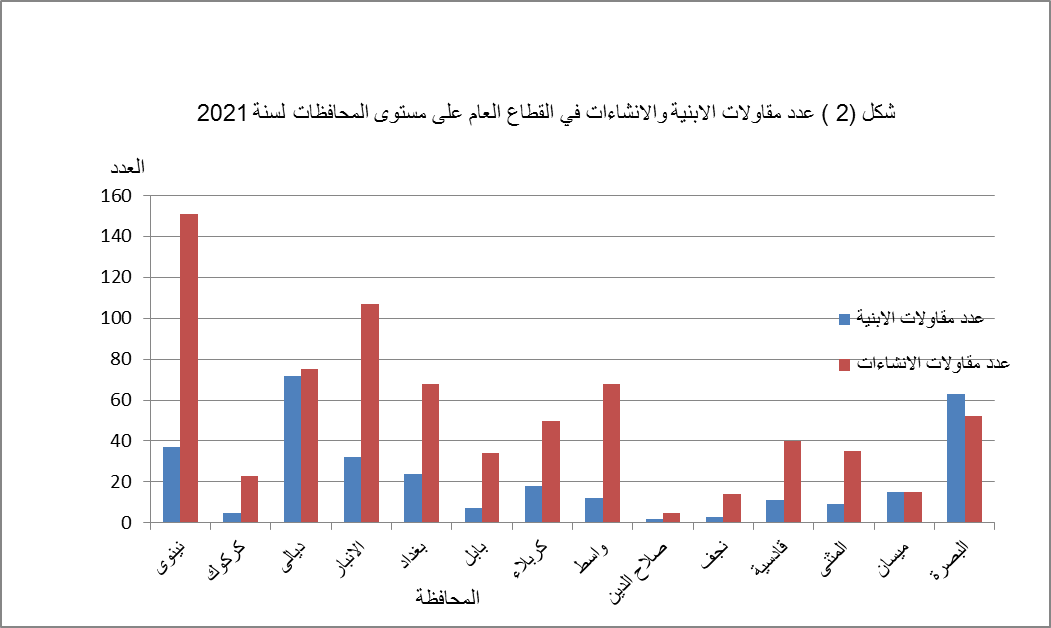 شكل (2 ) عدد مقاولات الابنية والانشاءات في القطاع العام على مستوى المحافظات لسنة 2021
العدد
160
140
120
100
80
60
40
20
0
عدد مقاولات الابنية
عدد مقاولات الانشاءات
نينوى
كركوك
ديالى
الانبار
بغداد
بابل
كربلاء
واسط
صلاح الدين
نجف
قادسية
المثنى
ميسان
البصرة
المحافظة